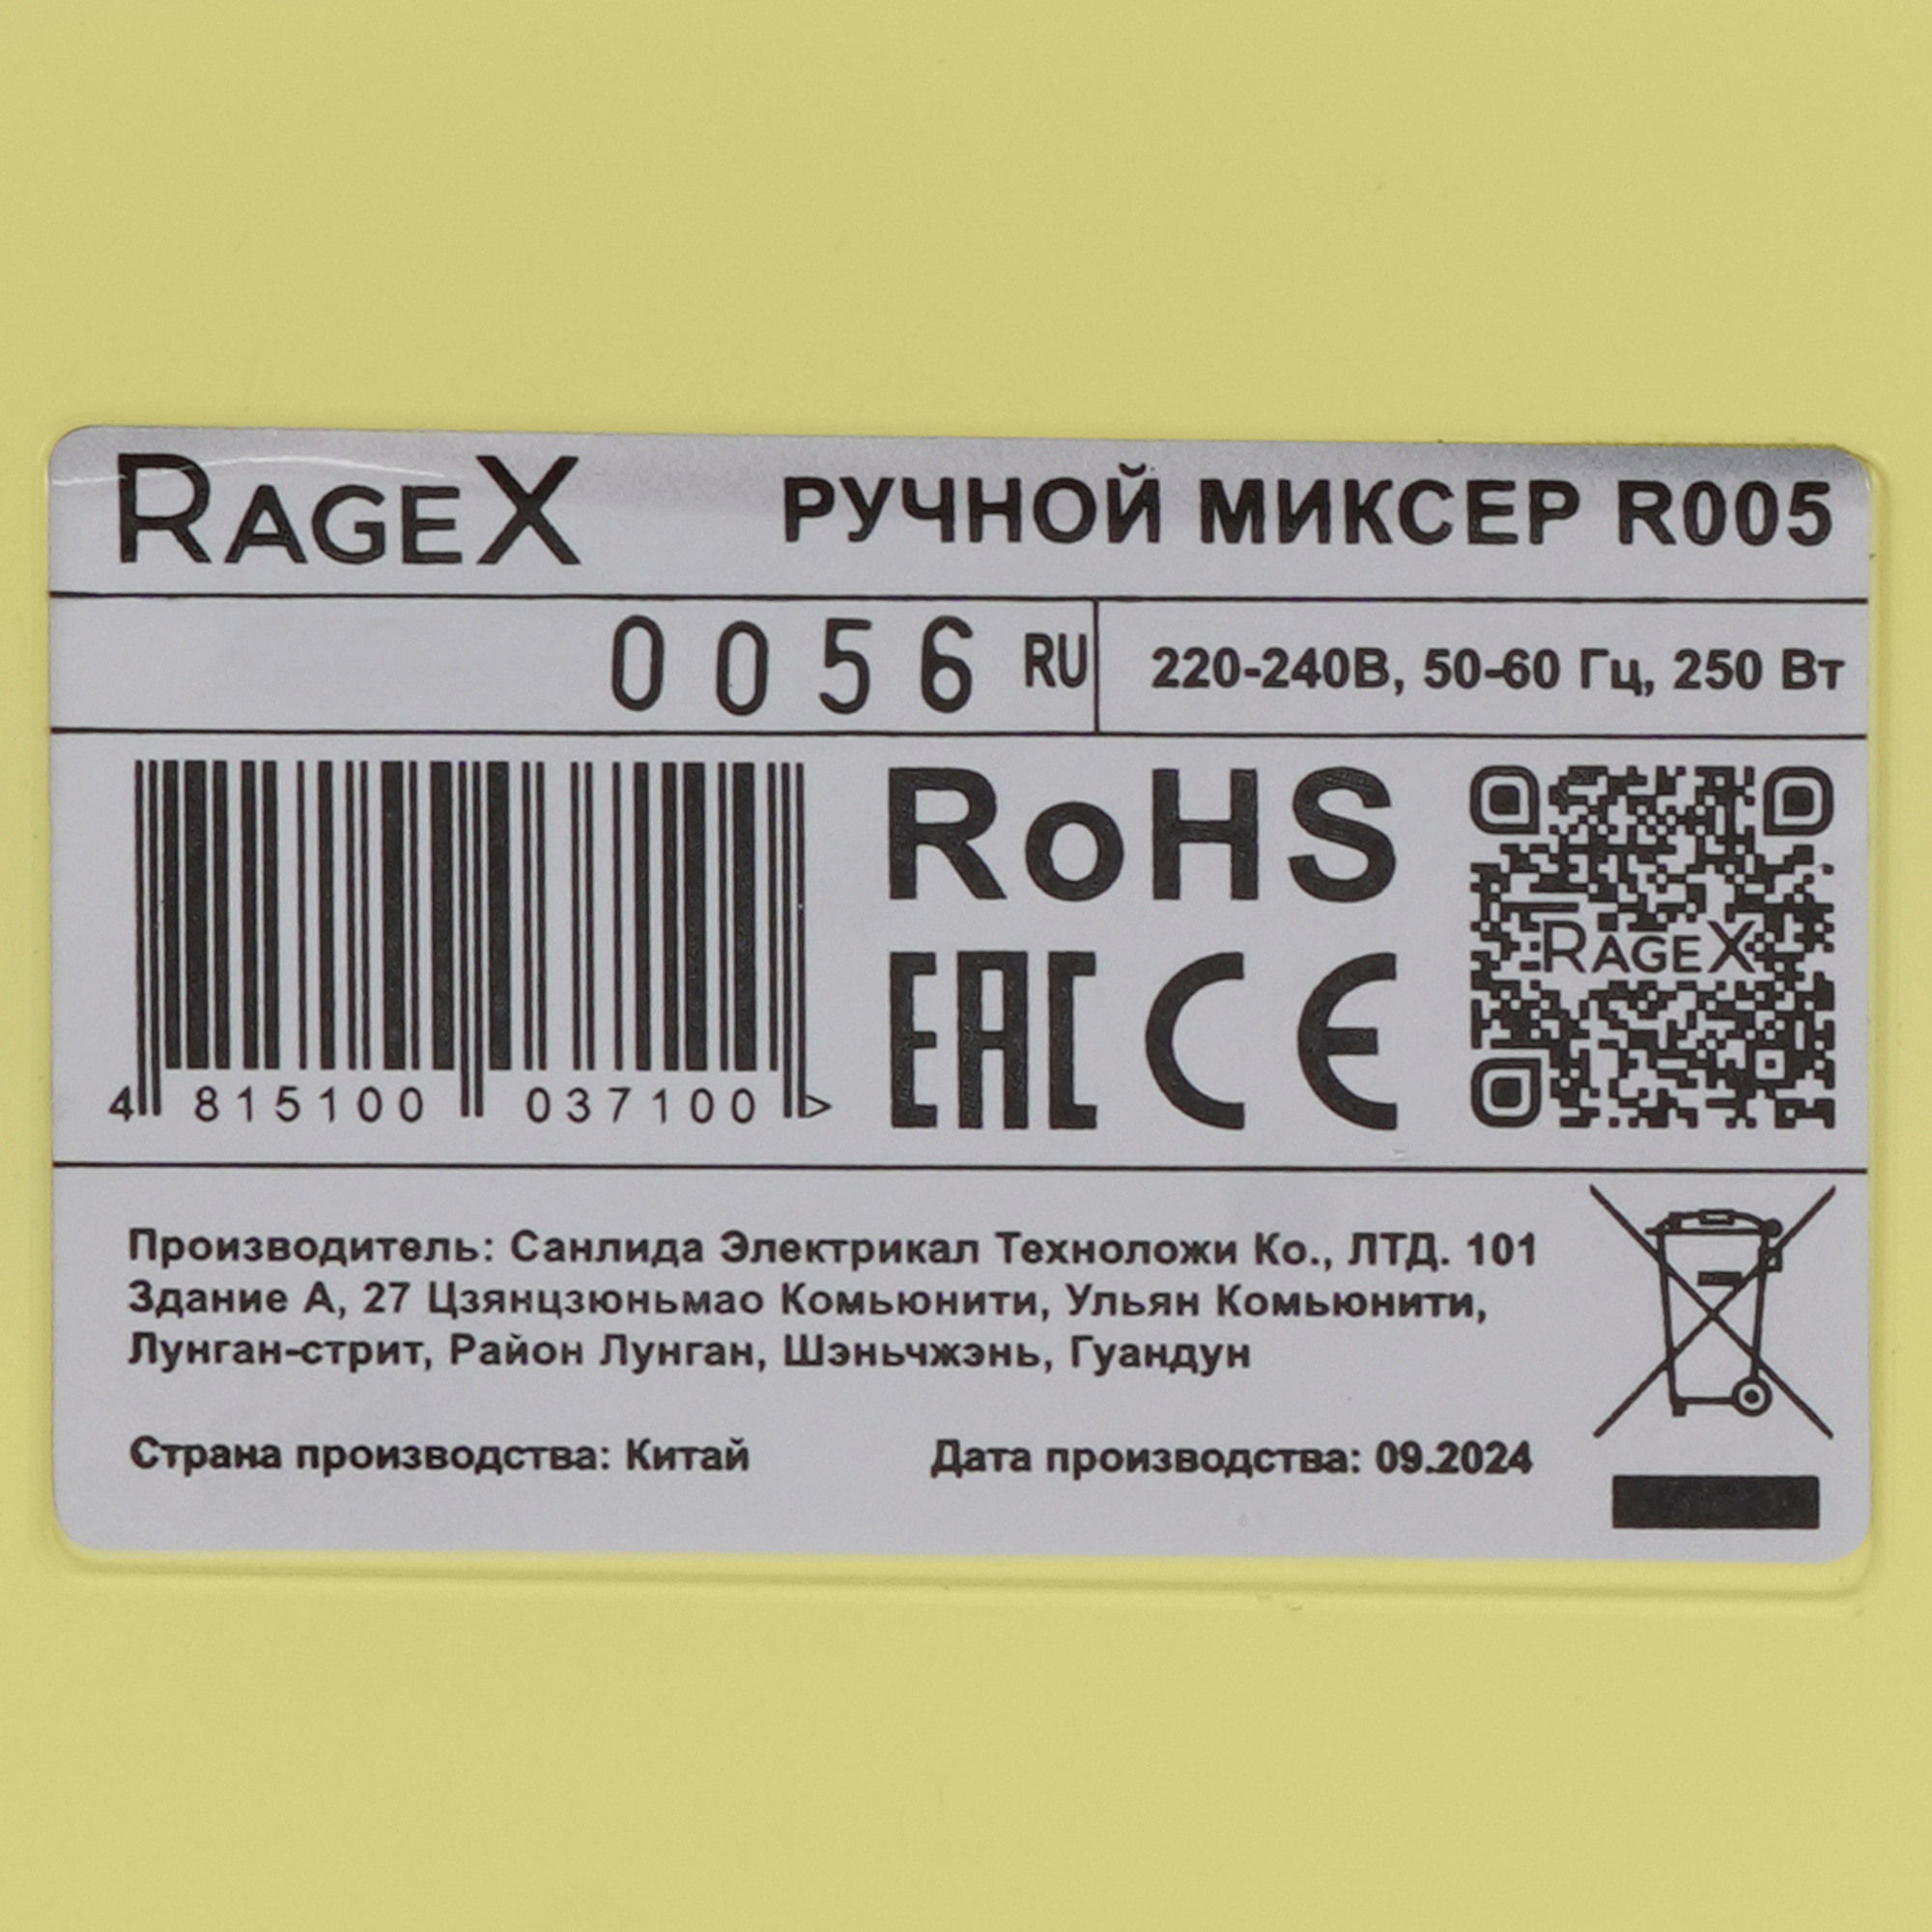 RAGEX
РУЧНОЙ МИКСЕР R005
0056 RU
220-240В, 50-60 Гц, 250 Вт
RoHS
EAC CE
RAGEX
4 815100 037100 >
Производитель: Санлида Электрикал Техноложи Ко., ЛТД. 101
Здание А, 27 Цзянцзюньмао Комьюнити, Ульян Комьюнити,
Лунган-стрит, Район Лунган, Шэньчжэнь, Гуандун
Страна производства: Китай
Дата производства: 09.2024